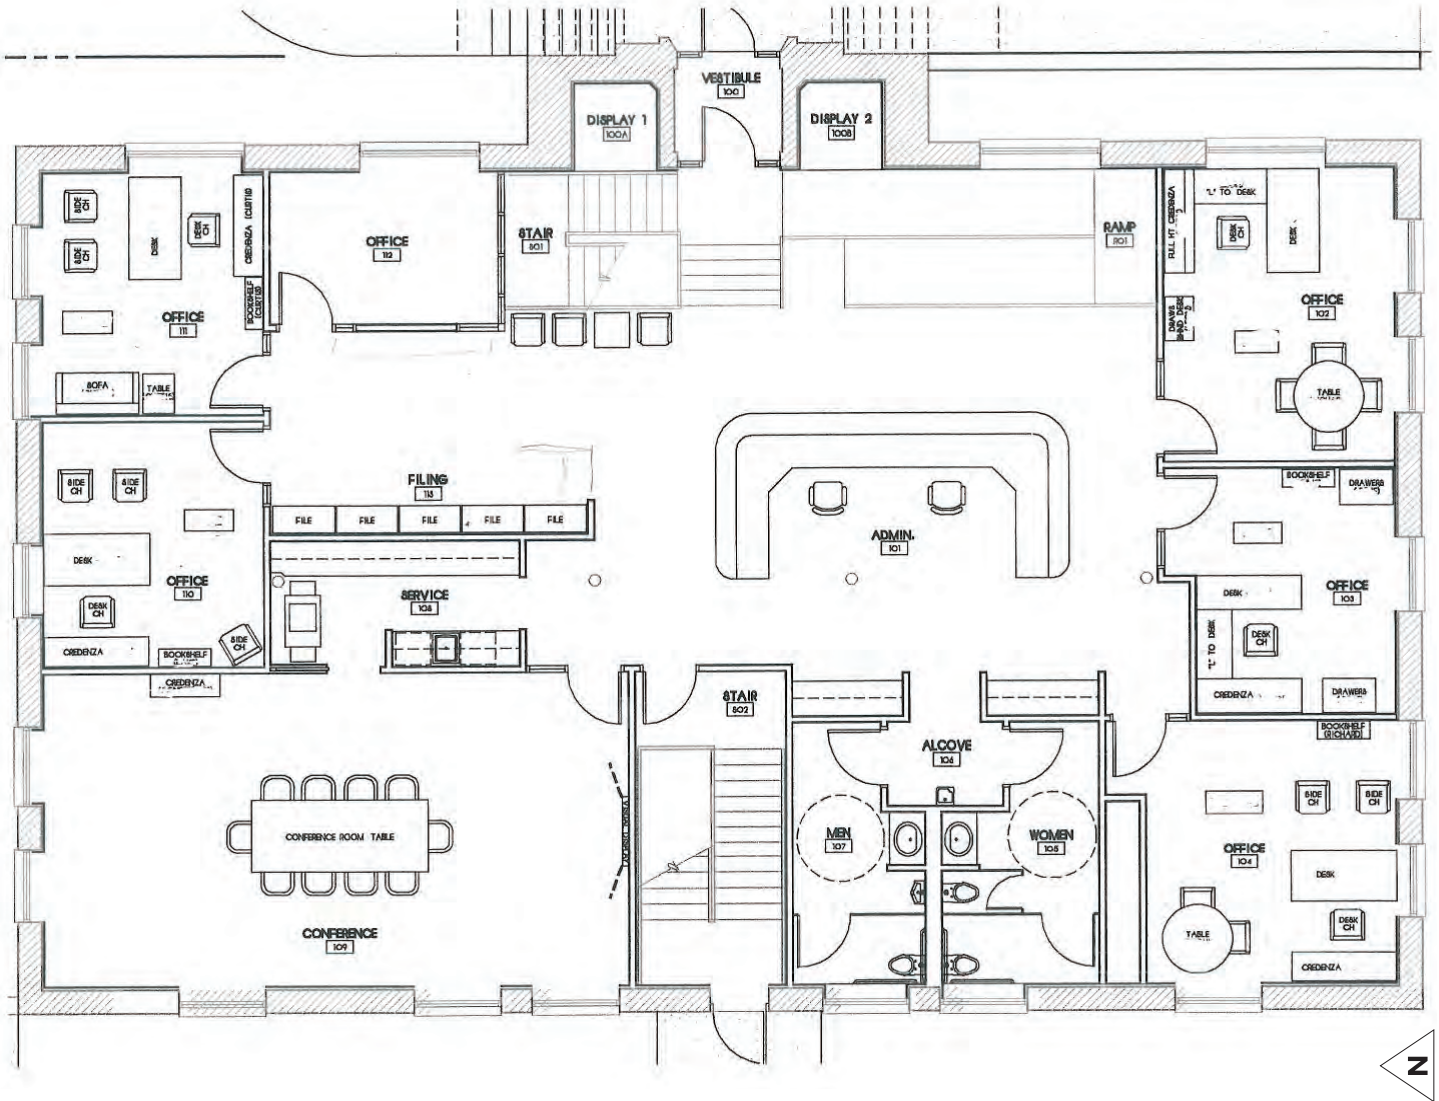 VESTIBULE
100
DISPLAY 1
100A
DISPLAY 2
100B
SIDE
CH
SIDE
CH
DESK
DESK
CH
CREDENZA (CURTIS)
BOOKSHELF
(CURTIS)
OFFICE
111
SOFA
TABLE
OFFICE
112
STAIR
S01
RAMP
R01
FULL HT CREDENZA
"L" TO DESK
DESK
CH
DESK
OFFICE
102
DRAWS
BHND DESK
TABLE
SIDE
CH
SIDE
CH
DESK
OFFICE
110
DESK
CH
SIDE
CH
CREDENZA
BOOKSHELF
FILING
113
FILE
FILE
FILE
FILE
FILE
SERVICE
108
ADMIN.
101
BOOKSHELF
DRAWERS
OFFICE
103
DESK
"L" TO DESK
DESK
CH
CREDENZA
DRAWERS
CREDENZA
CONFERENCE ROOM TABLE
VISUAL DISPLAY
CONFERENCE
109
STAIR
S02
ALCOVE
106
MEN
107
WOMEN
105
BOOKSHELF
(RICHARD)
SIDE
CH
SIDE
CH
OFFICE
104
DESK
DESK
CH
TABLE
CREDENZA
N